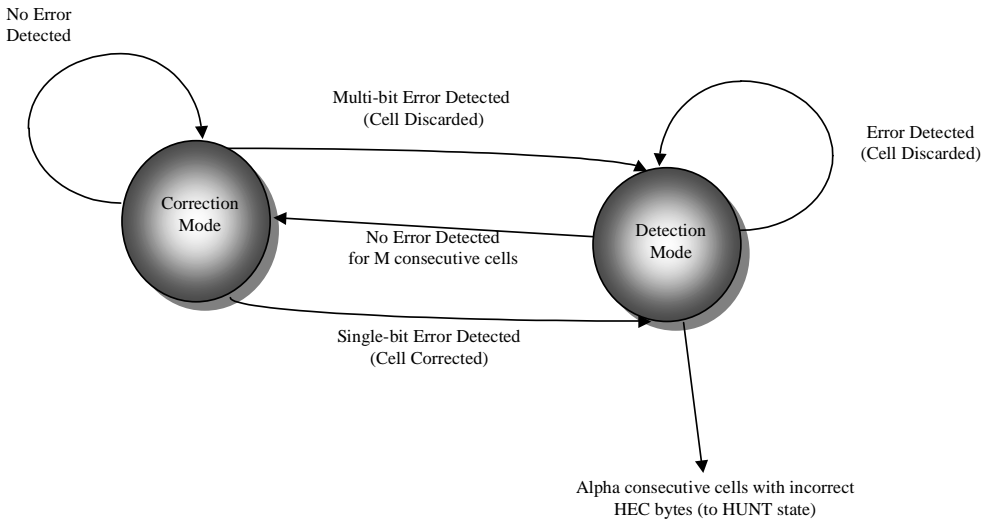 No Error
Detected
Multi-bit Error Detected
(Cell Discarded)
Error Detected
(Cell Discarded)
Correction
Mode
Detection
Mode
No Error Detected
for M consecutive cells
Single-bit Error Detected
(Cell Corrected)
Alpha consecutive cells with incorrect
HEC bytes (to HUNT state)